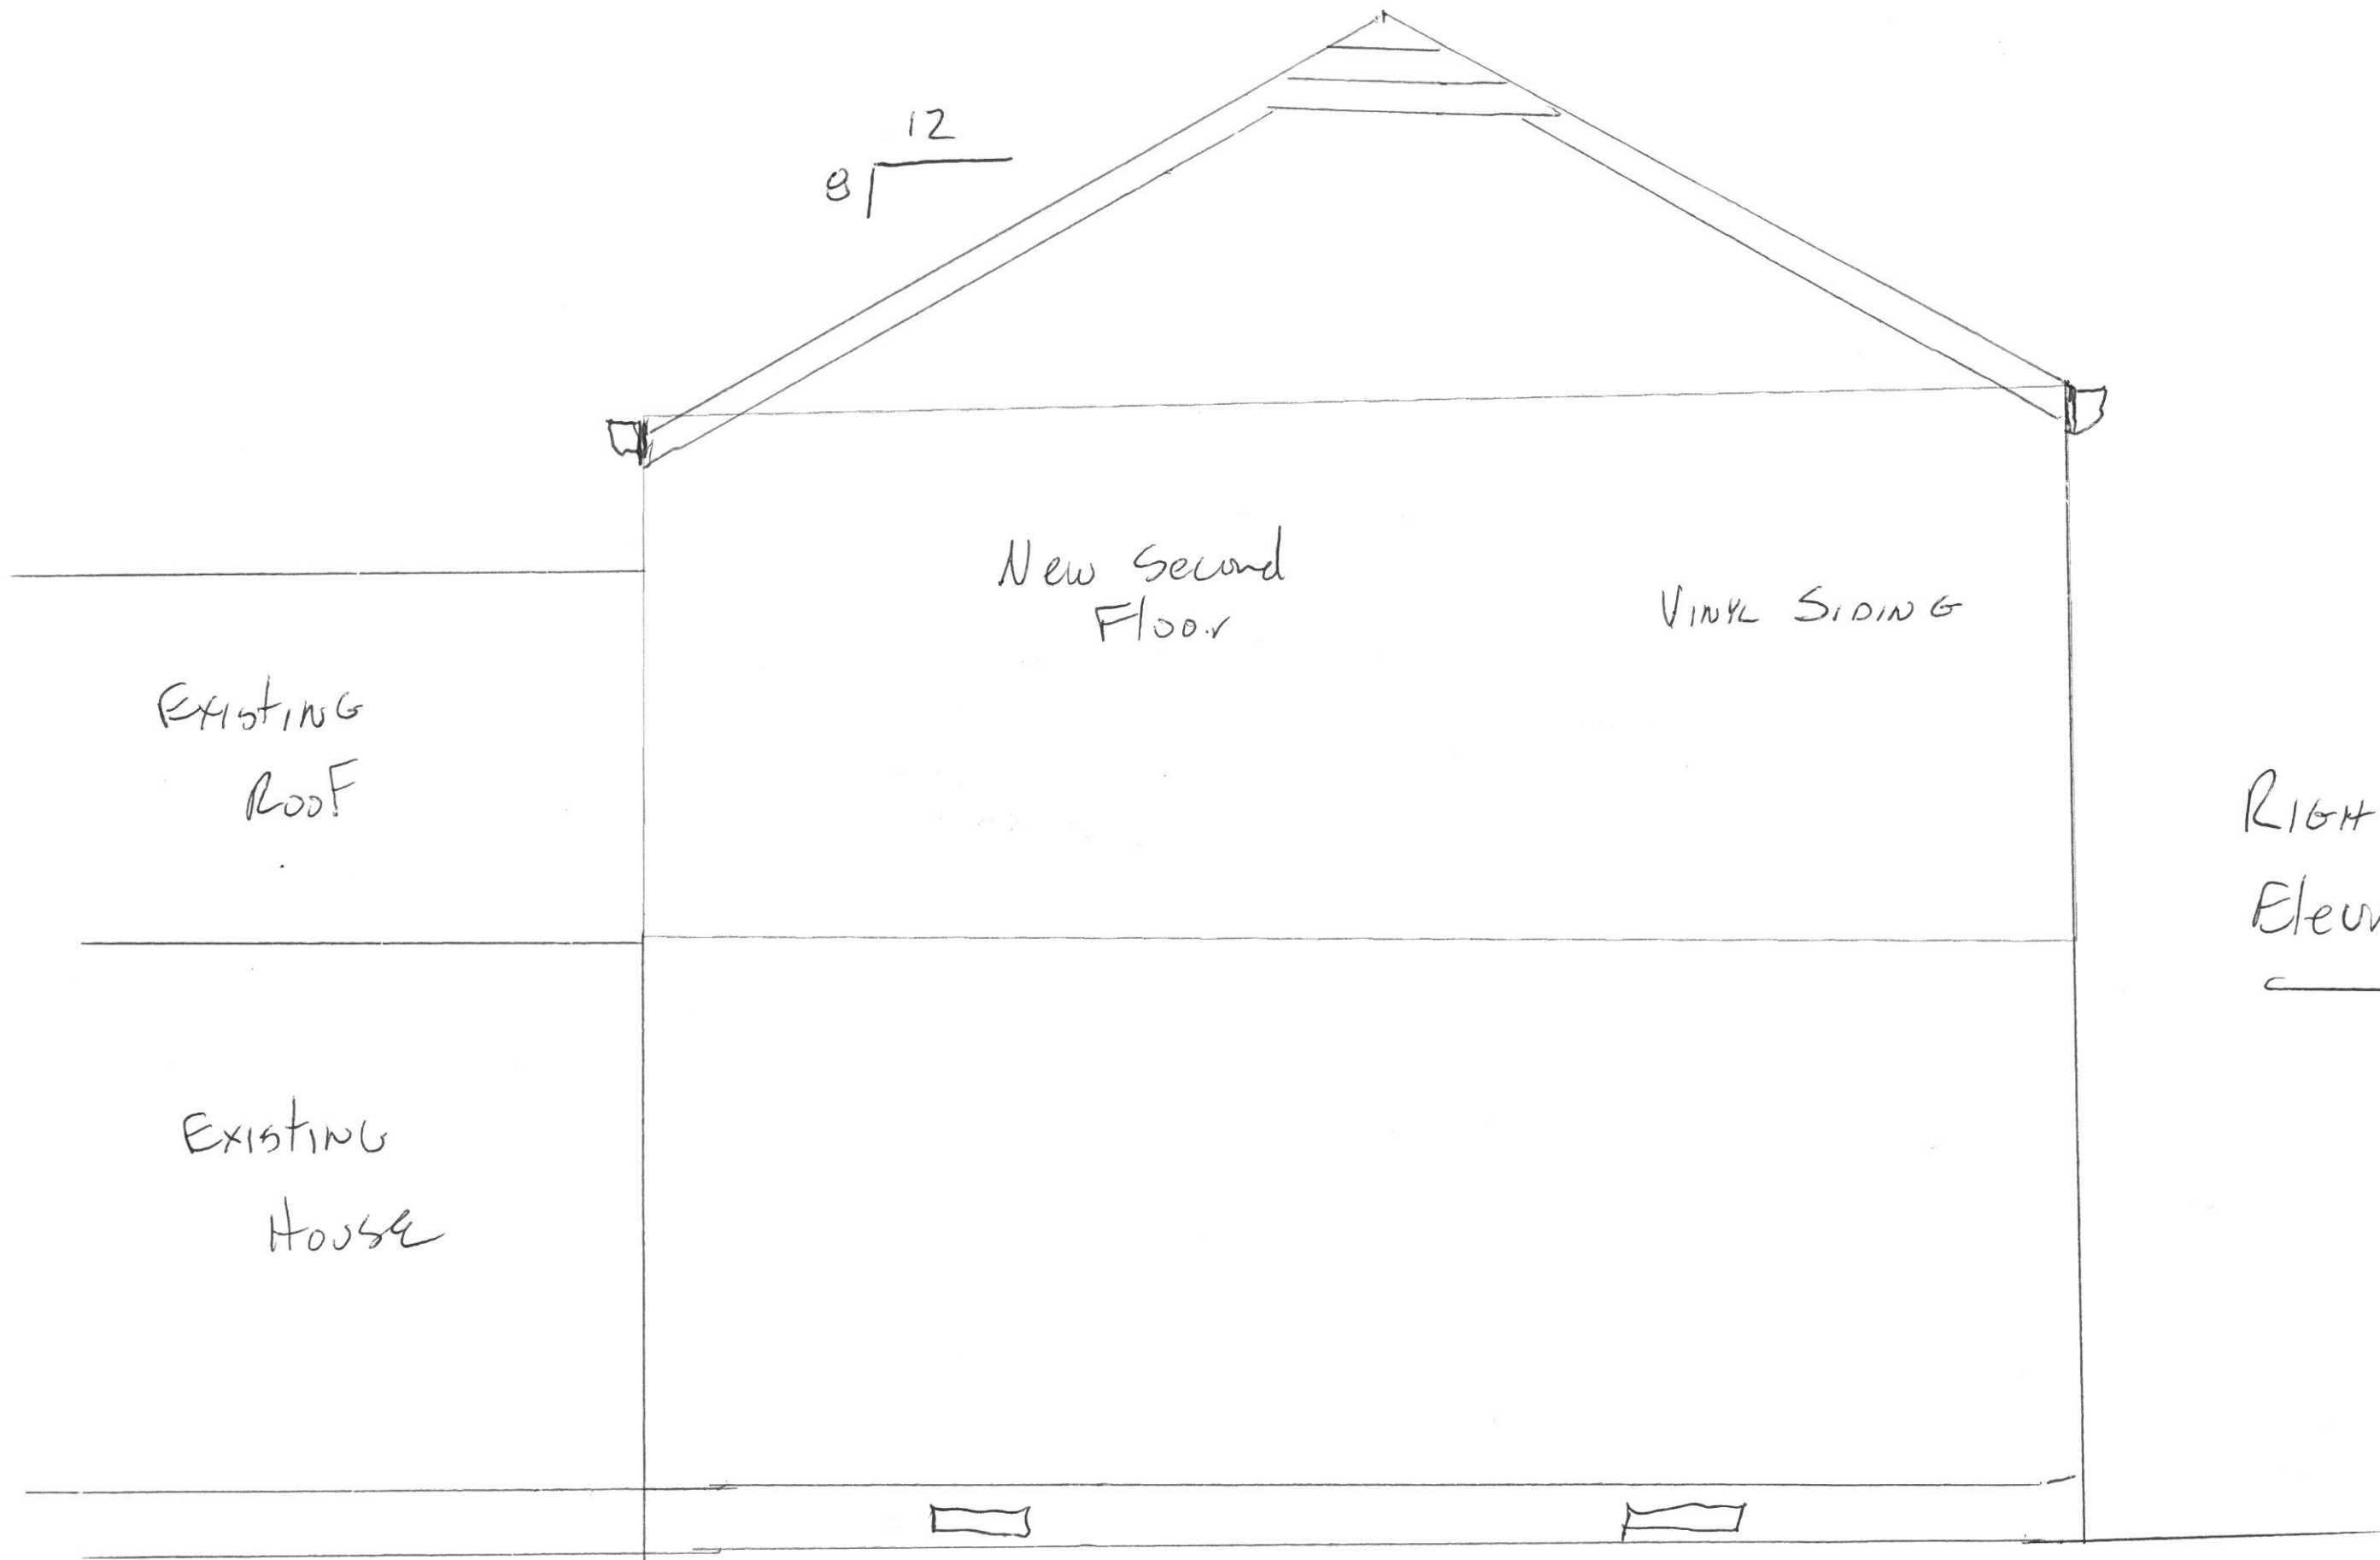 12
8
New Second
Floor
VINYL SIDING
EXISTING
ROOF
RIGH
Elev
EXISTING
HOUSE